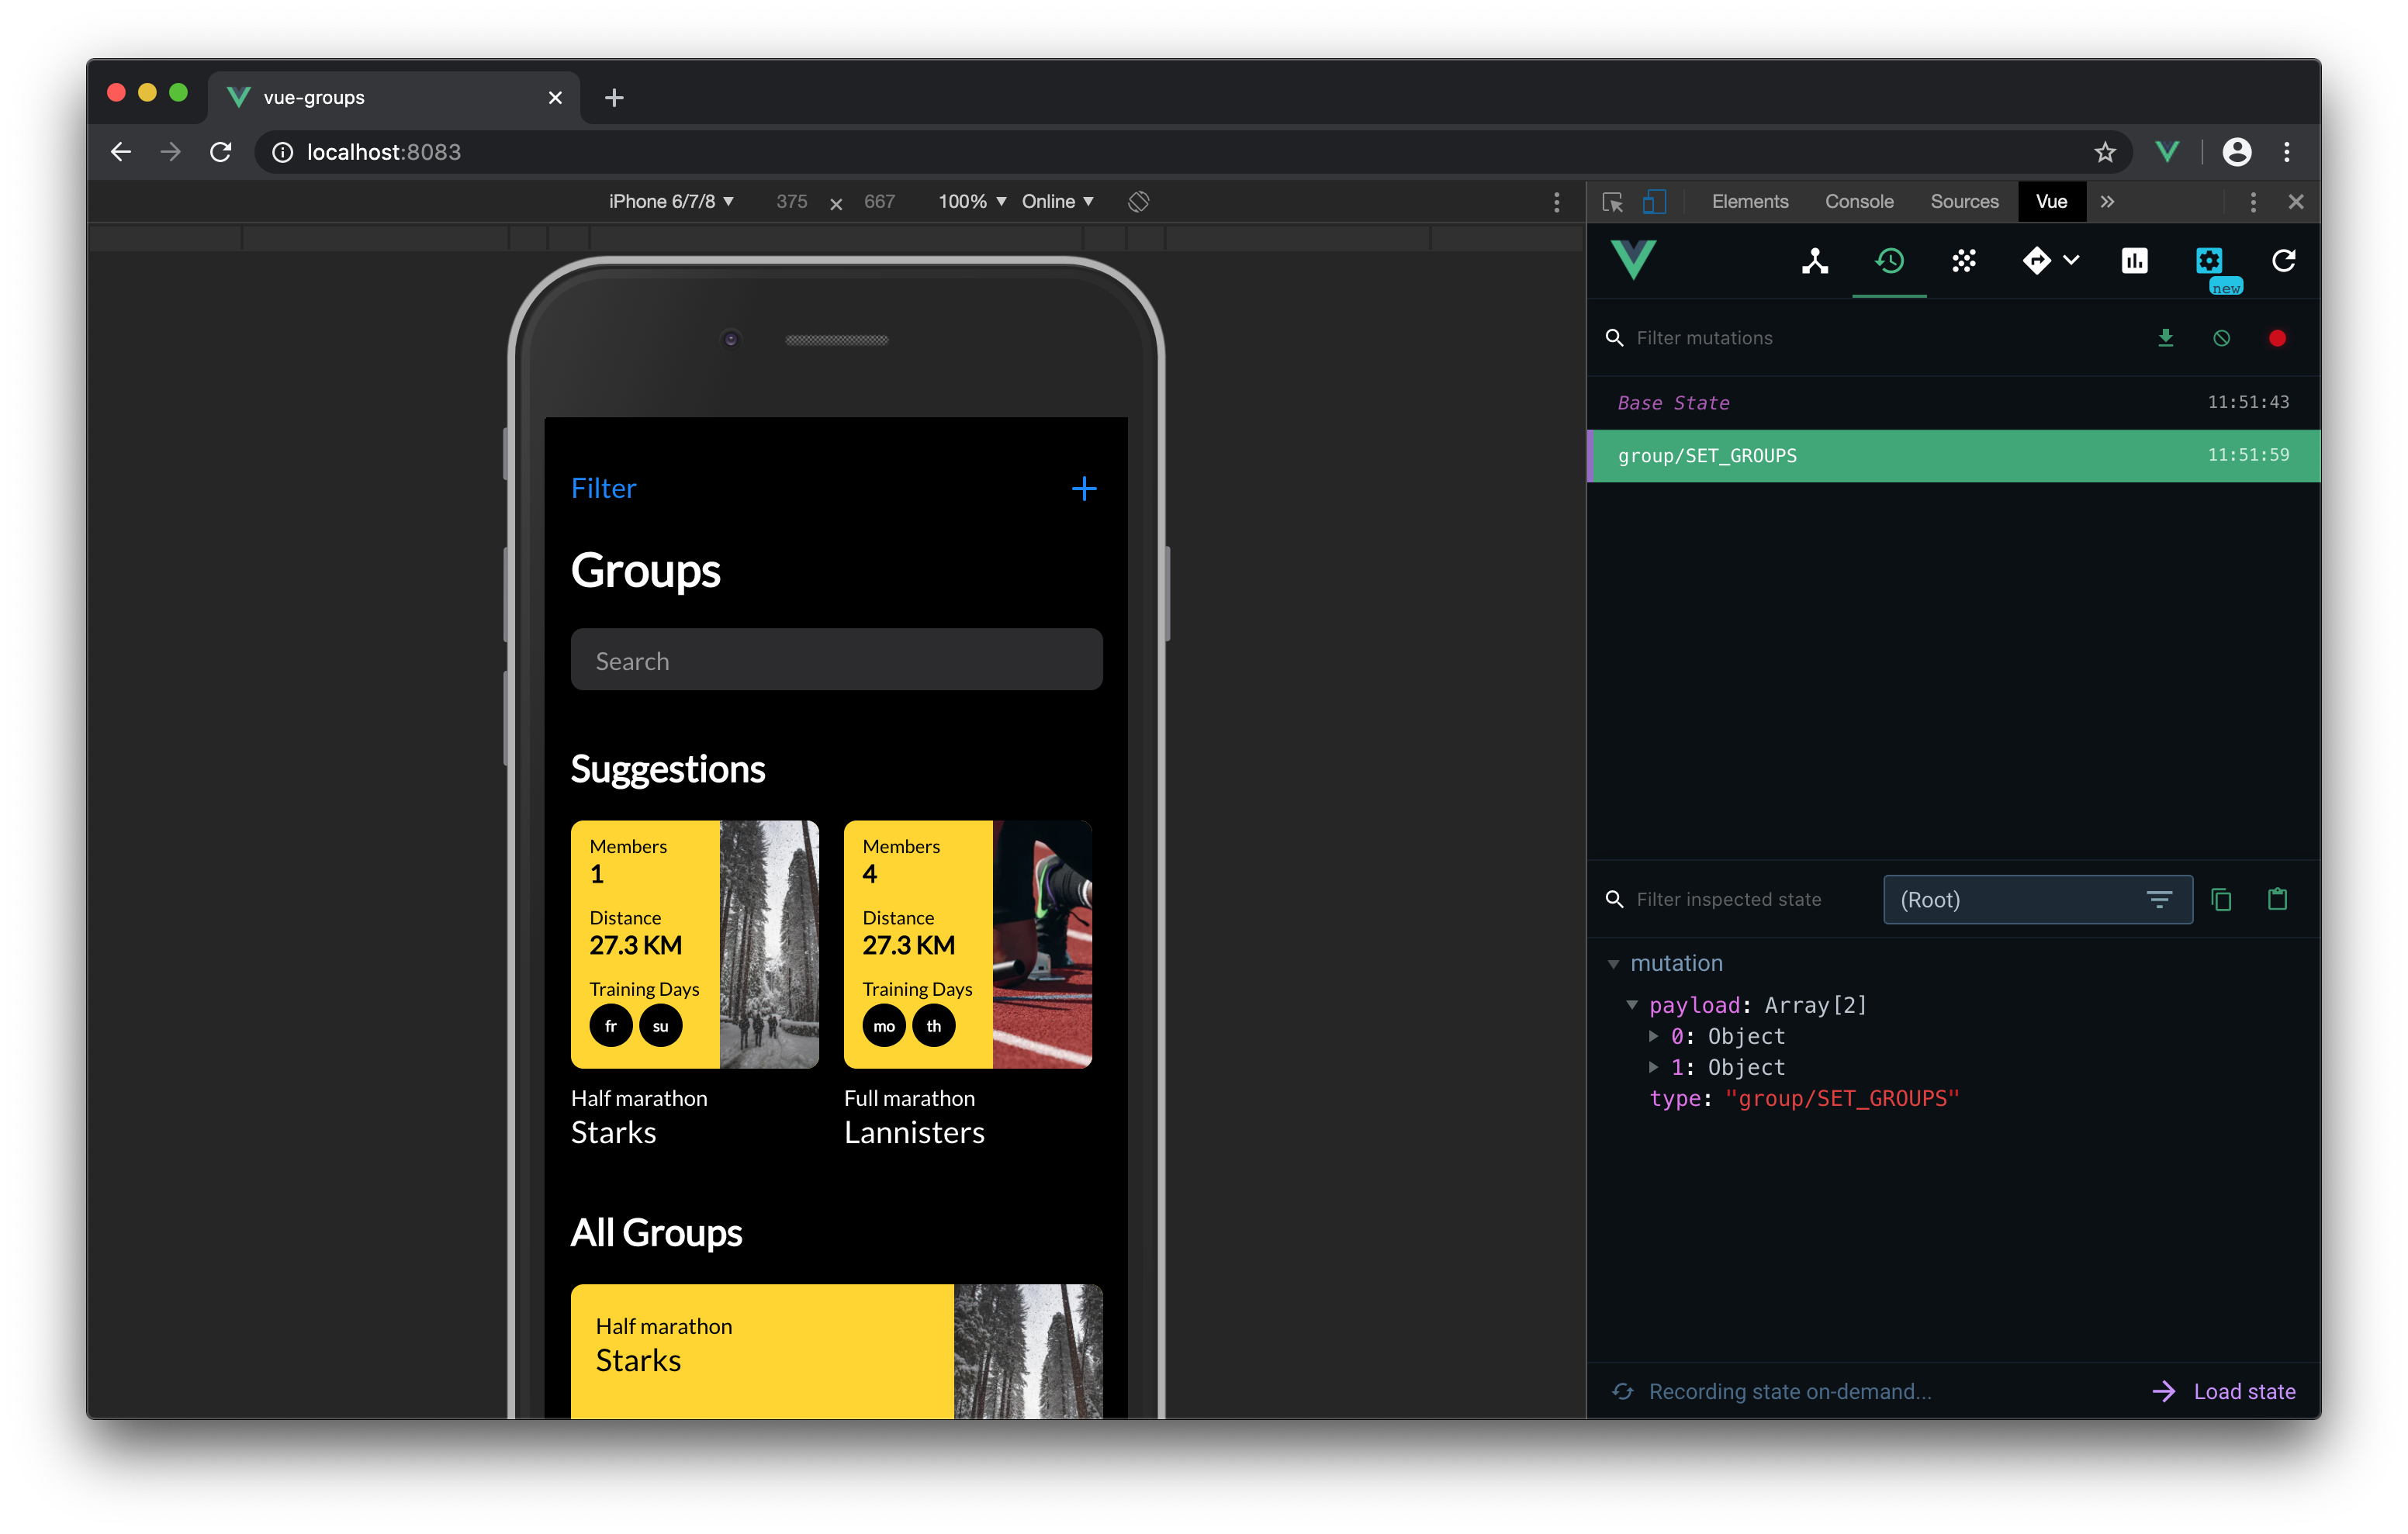 vue-groups
localhost:8083
iPhone 6/7/8 375 × 667 100% Online
Elements Console Sources Vue
new
Filter mutations
Base State 11:51:43
group/SET_GROUPS 11:51:59
Filter
Groups
Search
Suggestions
Members
1
Distance
27.3 KM
Training Days
fr su
Half marathon
Starks
Members
4
Distance
27.3 KM
Training Days
mo th
Full marathon
Lannisters
All Groups
Half marathon
Starks
Filter inspected state (Root)
mutation
payload: Array[2]
0: Object
1: Object
type: "group/SET_GROUPS"
Recording state on-demand... Load state